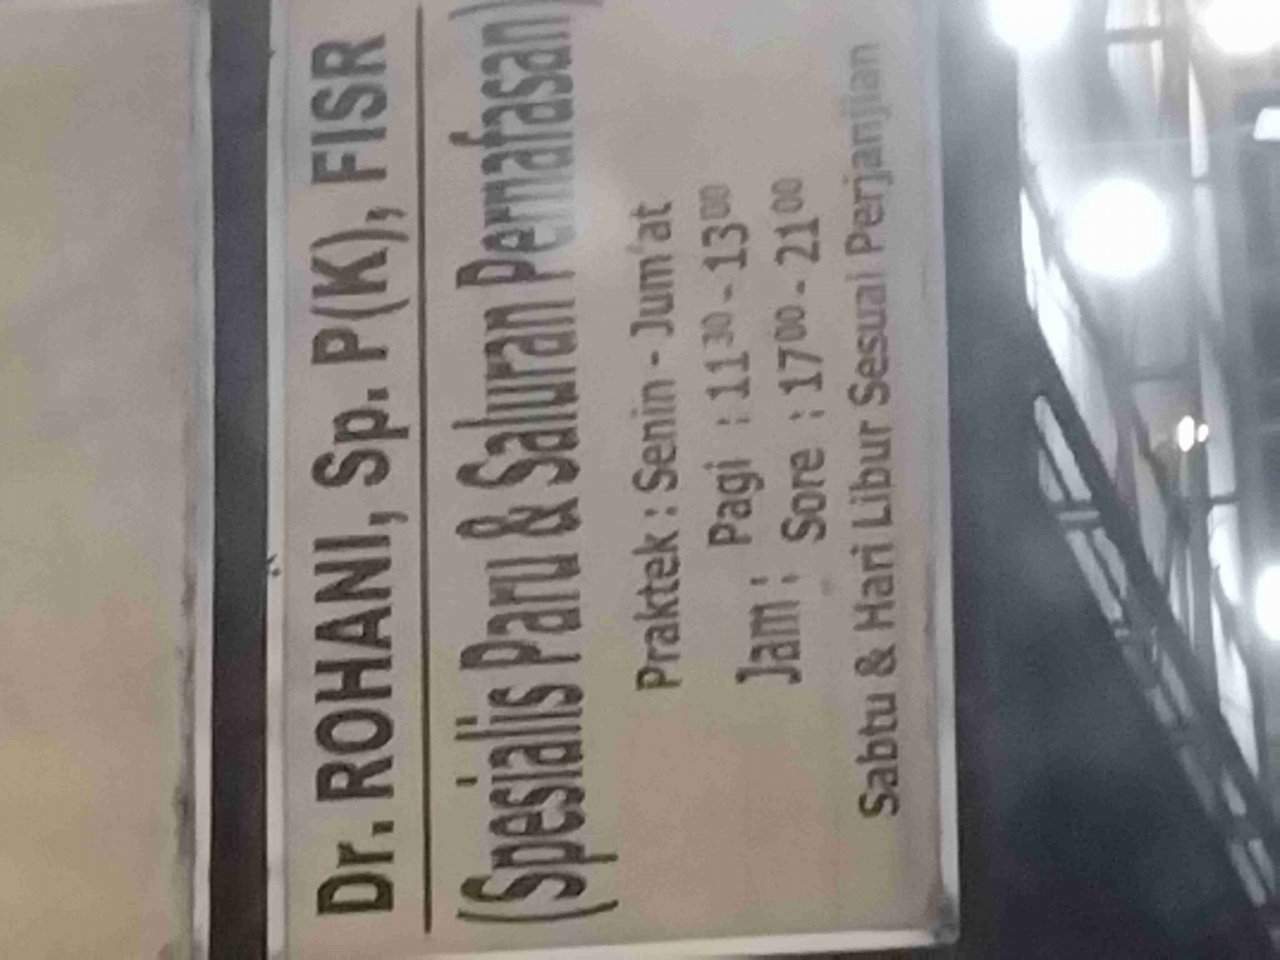 Dr. ROHANI, Sp. P(K), FISR
(Spesialis Paru & Saluran Pernafasan)
Praktek : Senin - Jum'at
Jam : Pagi : 11³⁰ - 13⁰⁰
Sore : 17⁰⁰ - 21⁰⁰
Sabtu & Hari Libur Sesuai Perjanjian